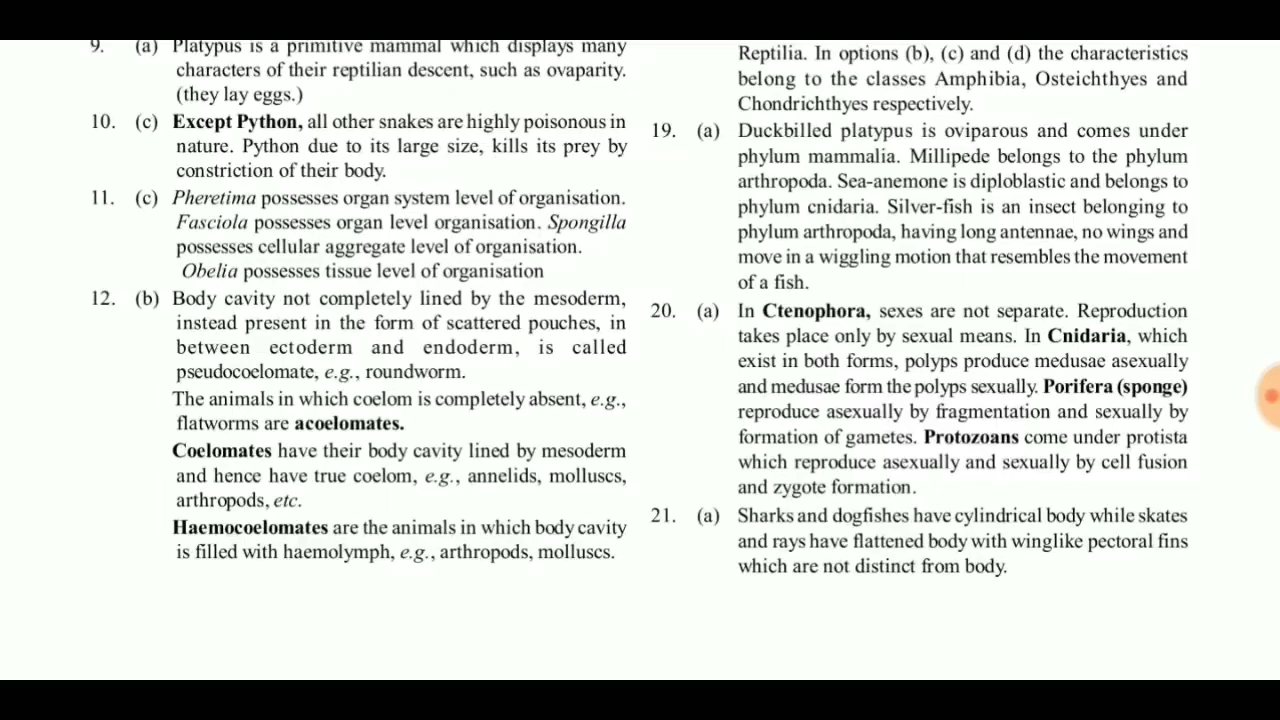 9. (a) Platypus is a primitive mammal which displays many
characters of their reptilian descent, such as ovaparity.
(they lay eggs.)
10. (c) Except Python, all other snakes are highly poisonous in
nature. Python due to its large size, kills its prey by
constriction of their body.
11. (c) Pheretima possesses organ system level of organisation.
Fasciola possesses organ level organisation. Spongilla
possesses cellular aggregate level of organisation.
Obelia possesses tissue level of organisation
12. (b) Body cavity not completely lined by the mesoderm,
instead present in the form of scattered pouches, in
between ectoderm and endoderm, is called
pseudocoelomate, e.g., roundworm.
The animals in which coelom is completely absent, e.g.,
flatworms are acoelomates.
Coelomates have their body cavity lined by mesoderm
and hence have true coelom, e.g., annelids, molluscs,
arthropods, etc.
Haemocoelomates are the animals in which body cavity
is filled with haemolymph, e.g., arthropods, molluscs.
Reptilia. In options (b), (c) and (d) the characteristics
belong to the classes Amphibia, Osteichthyes and
Chondrichthyes respectively.
19. (a) Duckbilled platypus is oviparous and comes under
phylum mammalia. Millipede belongs to the phylum
arthropoda. Sea-anemone is diploblastic and belongs to
phylum cnidaria. Silver-fish is an insect belonging to
phylum arthropoda, having long antennae, no wings and
move in a wiggling motion that resembles the movement
of a fish.
20. (a) In Ctenophora, sexes are not separate. Reproduction
takes place only by sexual means. In Cnidaria, which
exist in both forms, polyps produce medusae asexually
and medusae form the polyps sexually. Porifera (sponge)
reproduce asexually by fragmentation and sexually by
formation of gametes. Protozoans come under protista
which reproduce asexually and sexually by cell fusion
and zygote formation.
21. (a) Sharks and dogfishes have cylindrical body while skates
and rays have flattened body with winglike pectoral fins
which are not distinct from body.